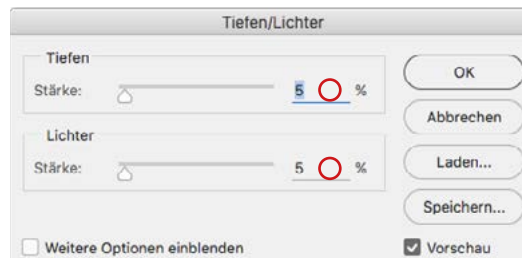 Tiefen/Lichter
Tiefen
Stärke: 5 %
Lichter
Stärke: 5 %
Weitere Optionen einblenden
OK
Abbrechen
Laden...
Speichern...
Vorschau